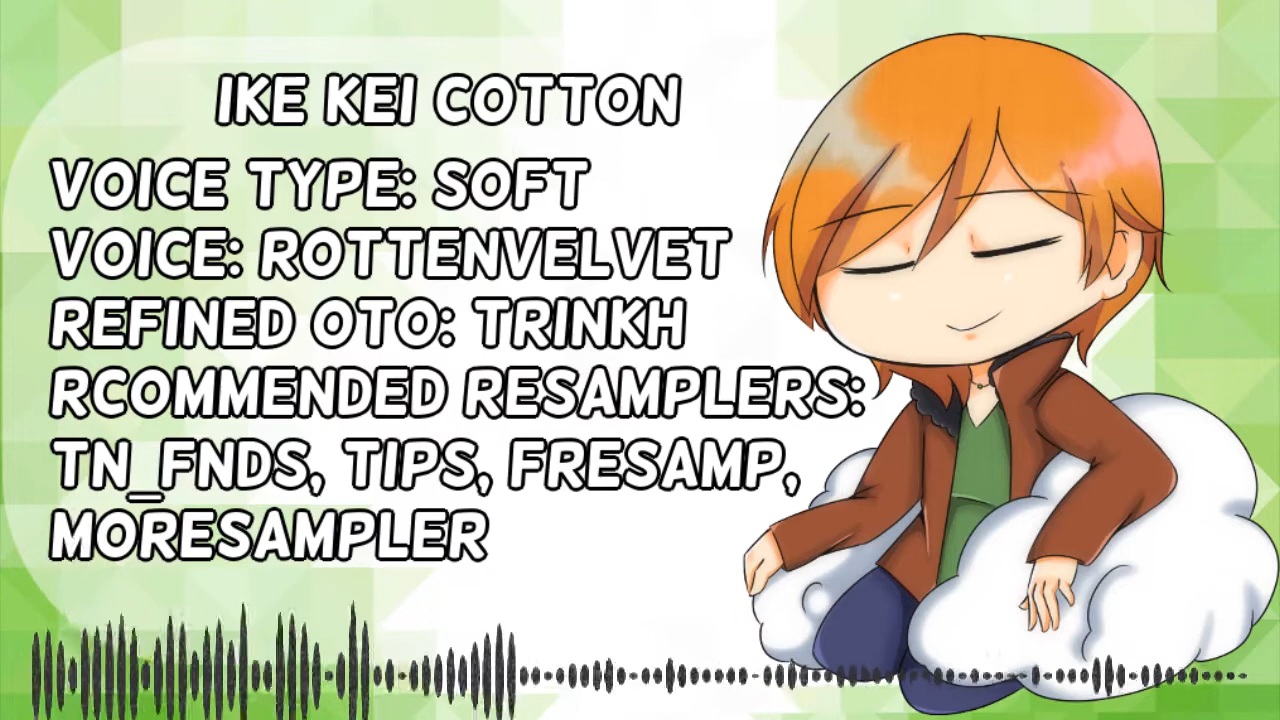 IKE KEI COTTON
VOICE TYPE: SOFT
VOICE: ROTTENVELVET
REFINED OTO: TRINKH
RCOMMENDED RESAMPLERS:
TN_FNDS, TIPS, FRESAMP,
MORESAMPLER